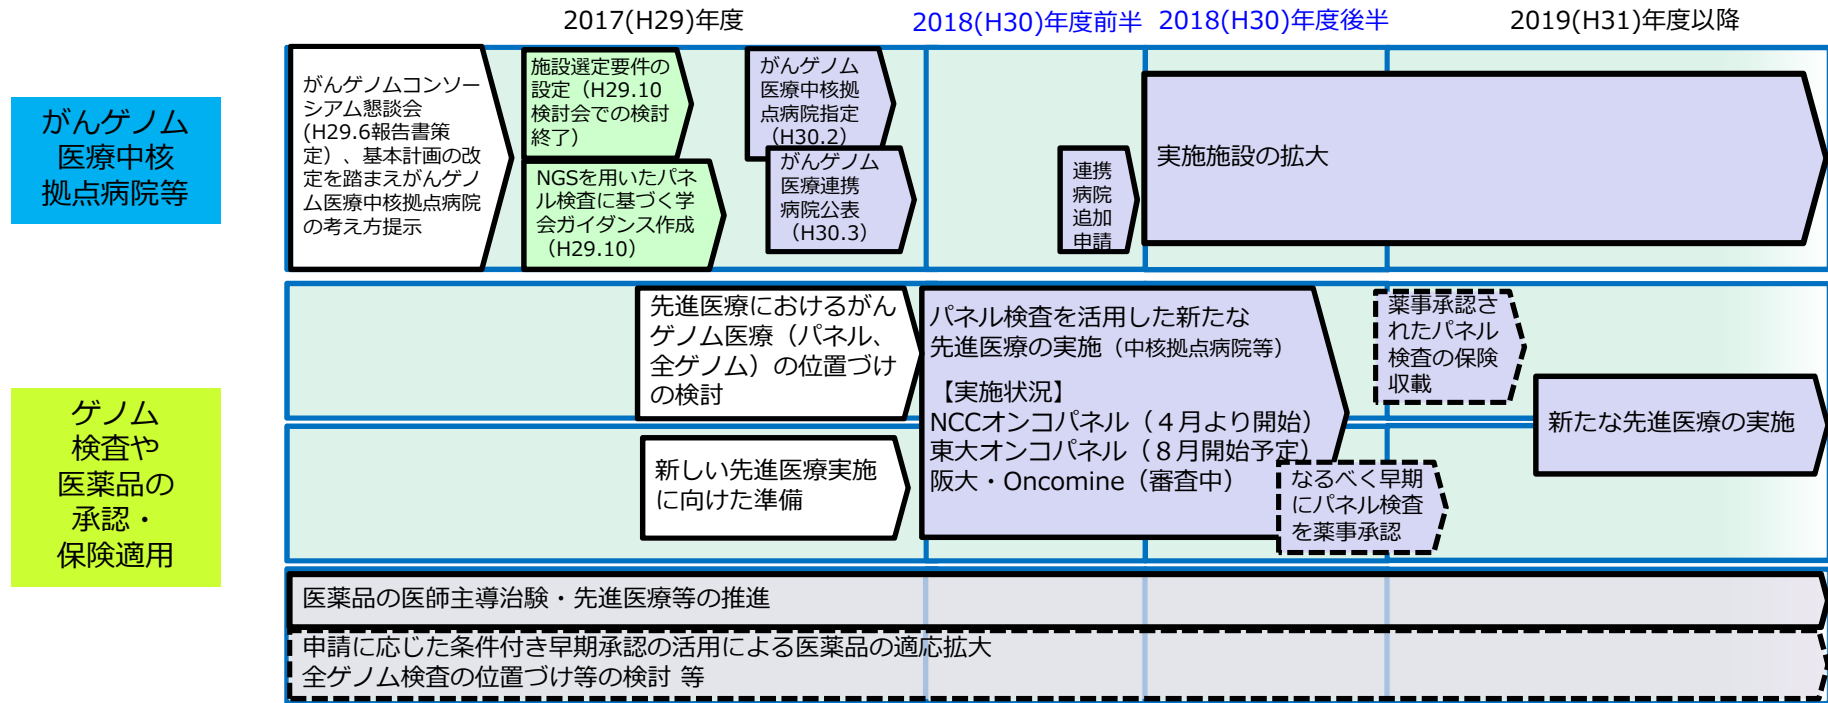 2017(H29)年度
2018(H30)年度前半
2018(H30)年度後半
2019(H31)年度以降
がんゲノム
医療中核
拠点病院等
がんゲノムコンソー
シアム懇談会
(H29.6報告書策
定）、基本計画の改
定を踏まえがんゲノ
ム医療中核拠点病院
の考え方提示
施設選定要件の
設定（H29.10
検討会での検討
終了）
NGSを用いたパネ
ル検査に基づく学
会ガイダンス作成
（H29.10）
がんゲノム
医療中核拠
点病院指定
（H30.2）
がんゲノム
医療連携
病院公表
（H30.3）
連携
病院
追加
申請
実施施設の拡大
ゲノム
検査や
医薬品の
承認・
保険適用
先進医療におけるがん
ゲノム医療（パネル、
全ゲノム）の位置づけ
の検討
新しい先進医療実施
に向けた準備
パネル検査を活用した新たな
先進医療の実施（中核拠点病院等）
【実施状況】
NCCオンコパネル（４月より開始）
東大オンコパネル（８月開始予定）
阪大・Oncomine（審査中）
なるべく早期
にパネル検査
を薬事承認
薬事承認さ
れたパネル
検査の保険
収載
新たな先進医療の実施
医薬品の医師主導治験・先進医療等の推進
申請に応じた条件付き早期承認の活用による医薬品の適応拡大
全ゲノム検査の位置づけ等の検討 等